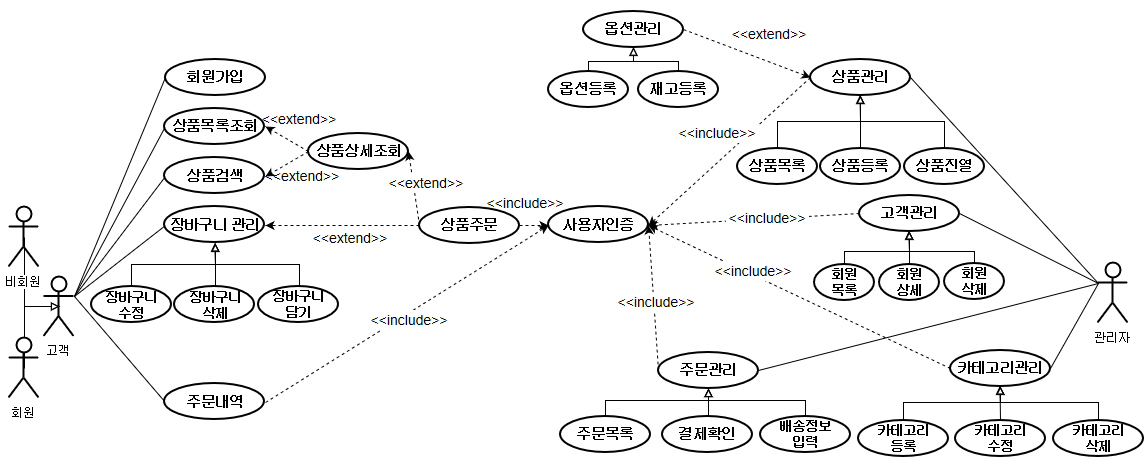 옵션관리
<<extend>>
옵션등록
재고등록
상품관리
<<include>>
상품목록
상품등록
상품진열
회원가입
상품목록조회
<<extend>>
상품상세조회
상품검색
<<extend>>
<<extend>>
<<include>>
장바구니 관리
<<extend>>
상품주문
사용자인증
<<include>>
고객관리
회원
목록
회원
상세
회원
삭제
비회원
고객
회원
장바구니
수정
장바구니
삭제
장바구니
담기
<<include>>
주문내역
<<include>>
<<include>>
관리자
주문관리
주문목록
결제확인
배송정보
입력
카테고리관리
카테고리
등록
카테고리
수정
카테고리
삭제